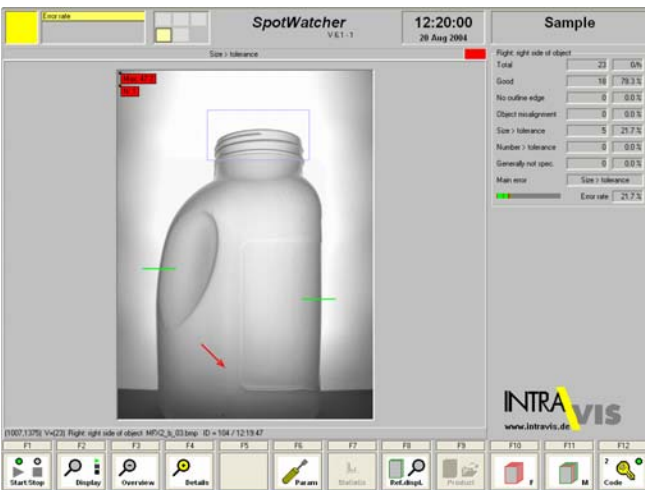 Error rate
SpotWatcher
V 6.1 - 1
12:20:00
20 Aug 2004
Sample
Size > tolerance
Right: right side of object
Total 23 0/h
Good 18 78.3 %
No outline edge 0 0.0 %
Object misalignment 0 0.0 %
Size > tolerance 5 21.7 %
Number > tolerance 0 0.0 %
Generally not spec. 0 0.0 %
Main error Size > tolerance
Error rate 21.7 %
INTRAVIS
www.intravis.de
(1007,1375) V=(23) Right: right side of object ID = 104 / 12:19:47
F1 F2 F3 F4 F5 F6 F7 F8 F9 F10 F11 F12
Start Stop Display Overview Details Param Statistic Ref.displ. Product F M 2 Code